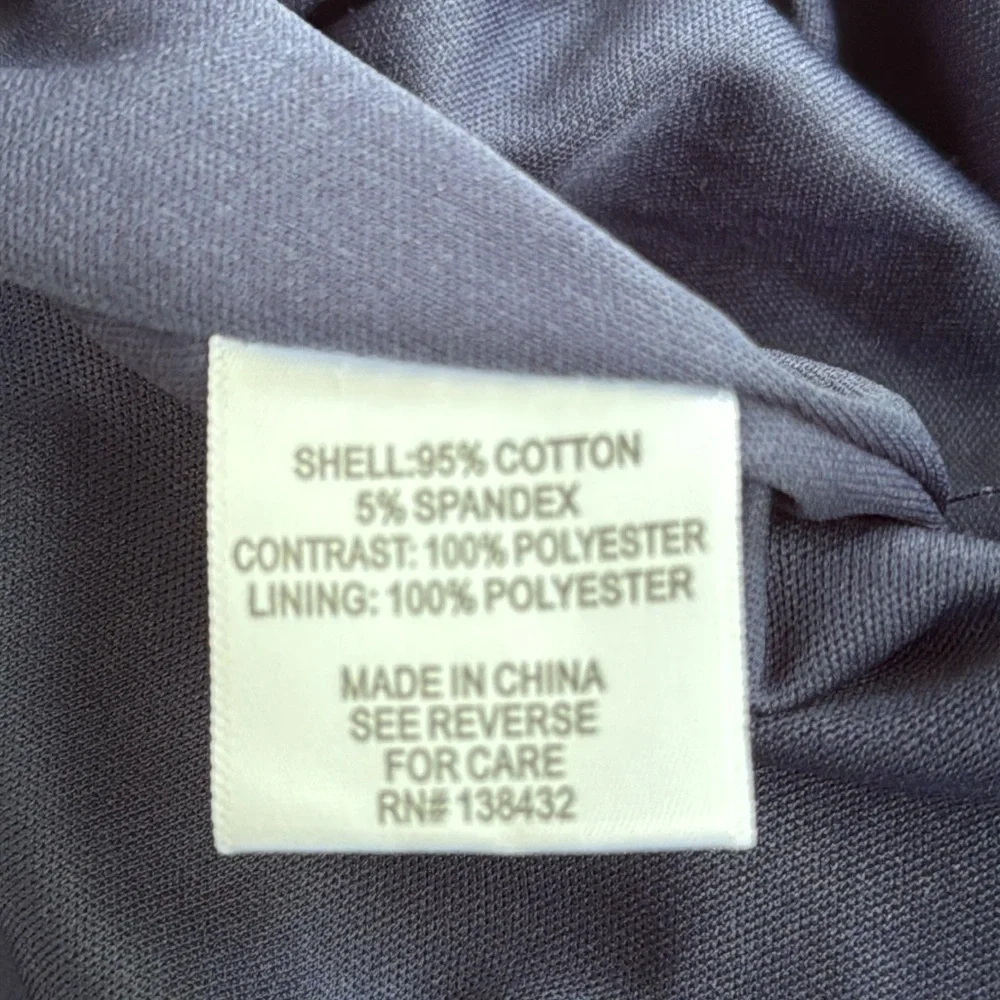 SHELL:95% COTTON
5% SPANDEX
CONTRAST: 100% POLYESTER
LINING: 100% POLYESTER
MADE IN CHINA
SEE REVERSE
FOR CARE
RN# 138432